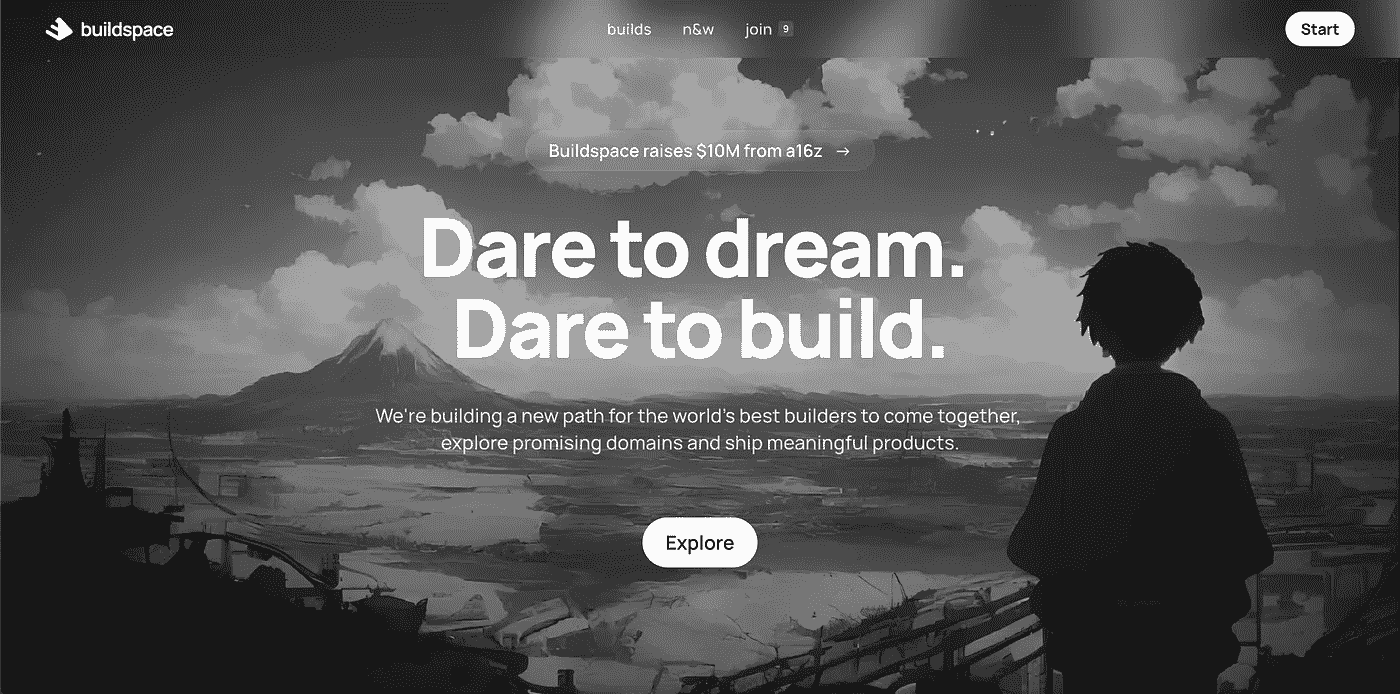 buildspace
builds
n&w
join 9
Start
Buildspace raises $10M from a16z →
Dare to dream.
Dare to build.
We're building a new path for the world's best builders to come together,
explore promising domains and ship meaningful products.
Explore